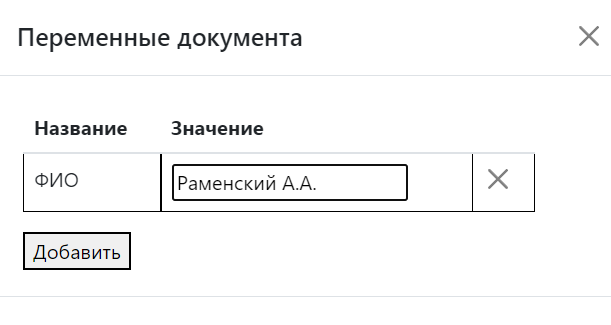 Переменные документа
Название Значение
ФИО Раменский А.А.
Добавить